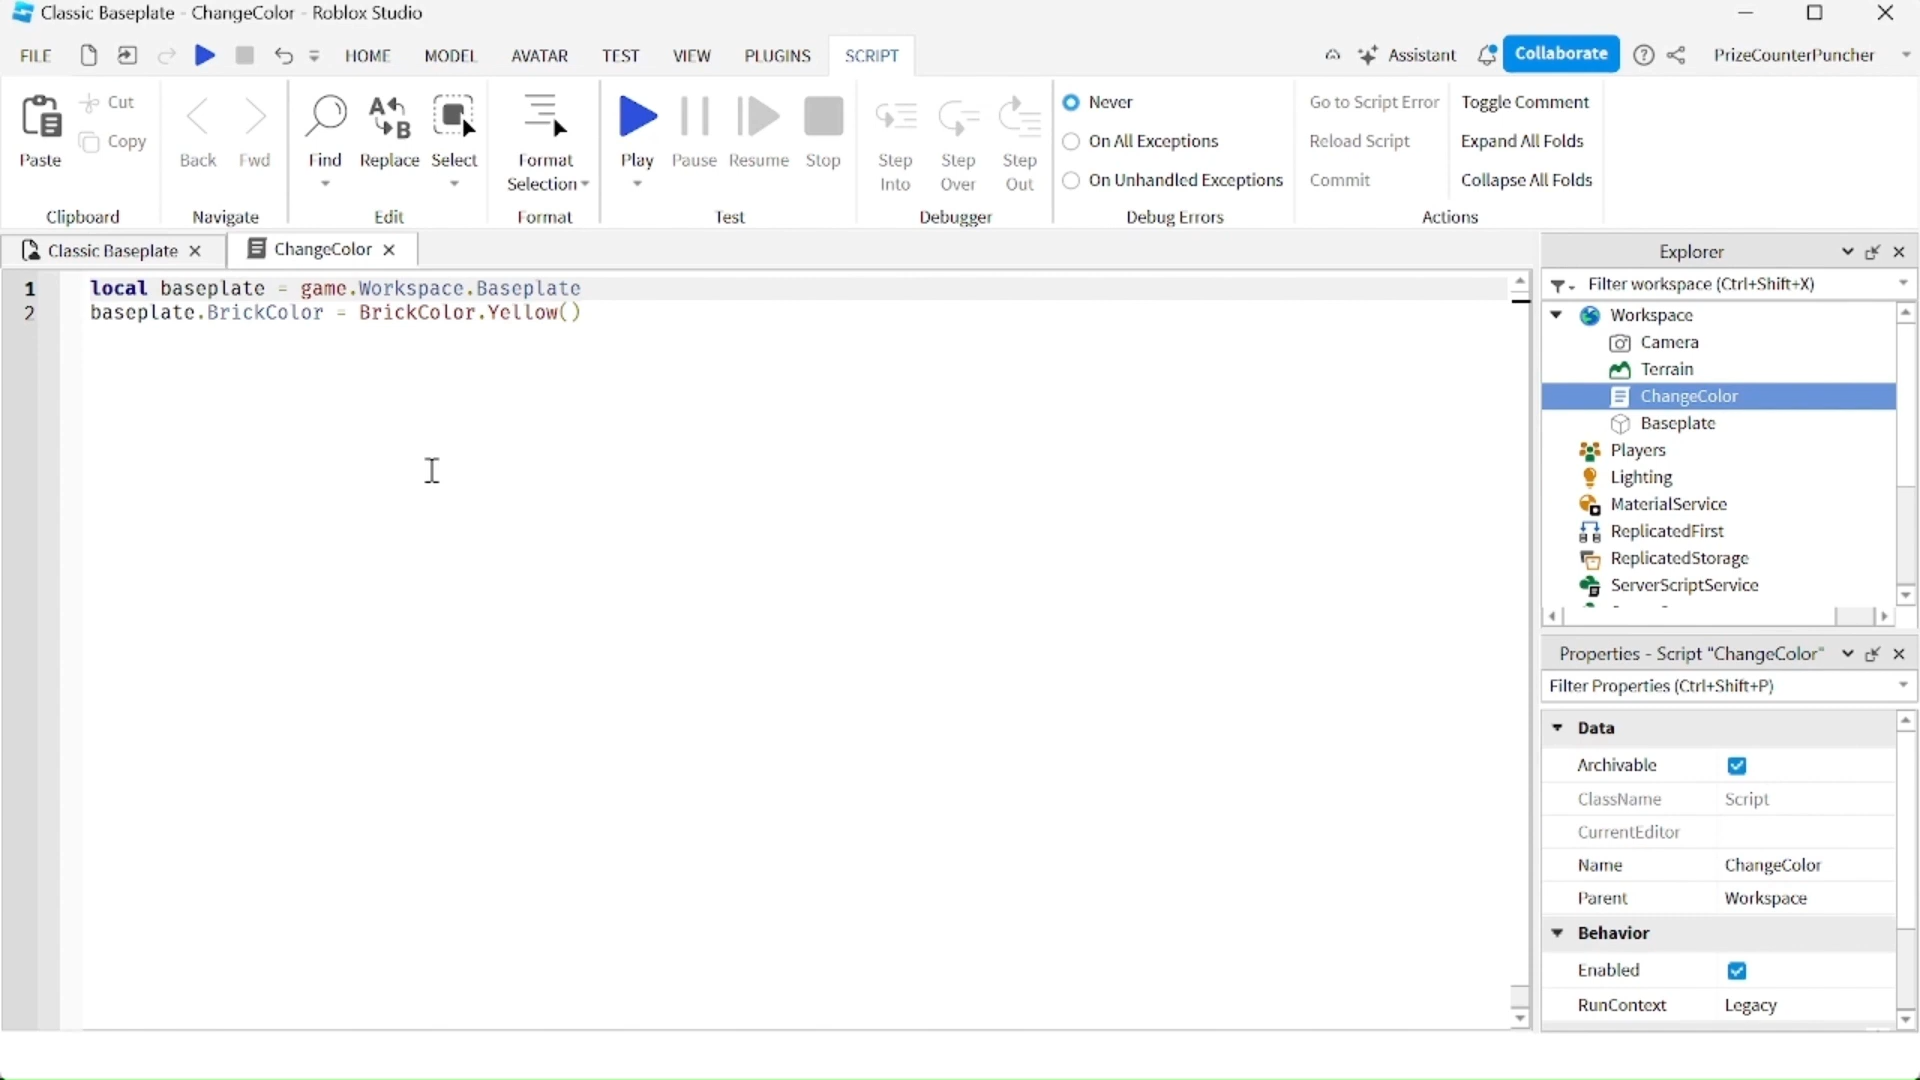 Classic Baseplate - ChangeColor - Roblox Studio
FILE HOME MODEL AVATAR TEST VIEW PLUGINS SCRIPT Assistant Collaborate PrizeCounterPuncher
Paste Cut Copy
Clipboard
Back Fwd
Navigate
Find Replace Select
Edit
Format Selection
Format
Play Pause Resume Stop
Test
Step Into
Step Over
Step Out
Debugger
Never
On All Exceptions
On Unhandled Exceptions
Debug Errors
Go to Script Error
Reload Script
Commit
Toggle Comment
Expand All Folds
Collapse All Folds
Actions
Classic Baseplate ChangeColor
1 local baseplate = game.Workspace.Baseplate
2 baseplate.BrickColor = BrickColor.Yellow()
Explorer
Filter workspace (Ctrl+Shift+X)
Workspace
Camera
Terrain
ChangeColor
Baseplate
Players
Lighting
MaterialService
ReplicatedFirst
ReplicatedStorage
ServerScriptService
Properties - Script "ChangeColor"
Filter Properties (Ctrl+Shift+P)
Data
Archivable
ClassName Script
CurrentEditor
Name ChangeColor
Parent Workspace
Behavior
Enabled
RunContext Legacy